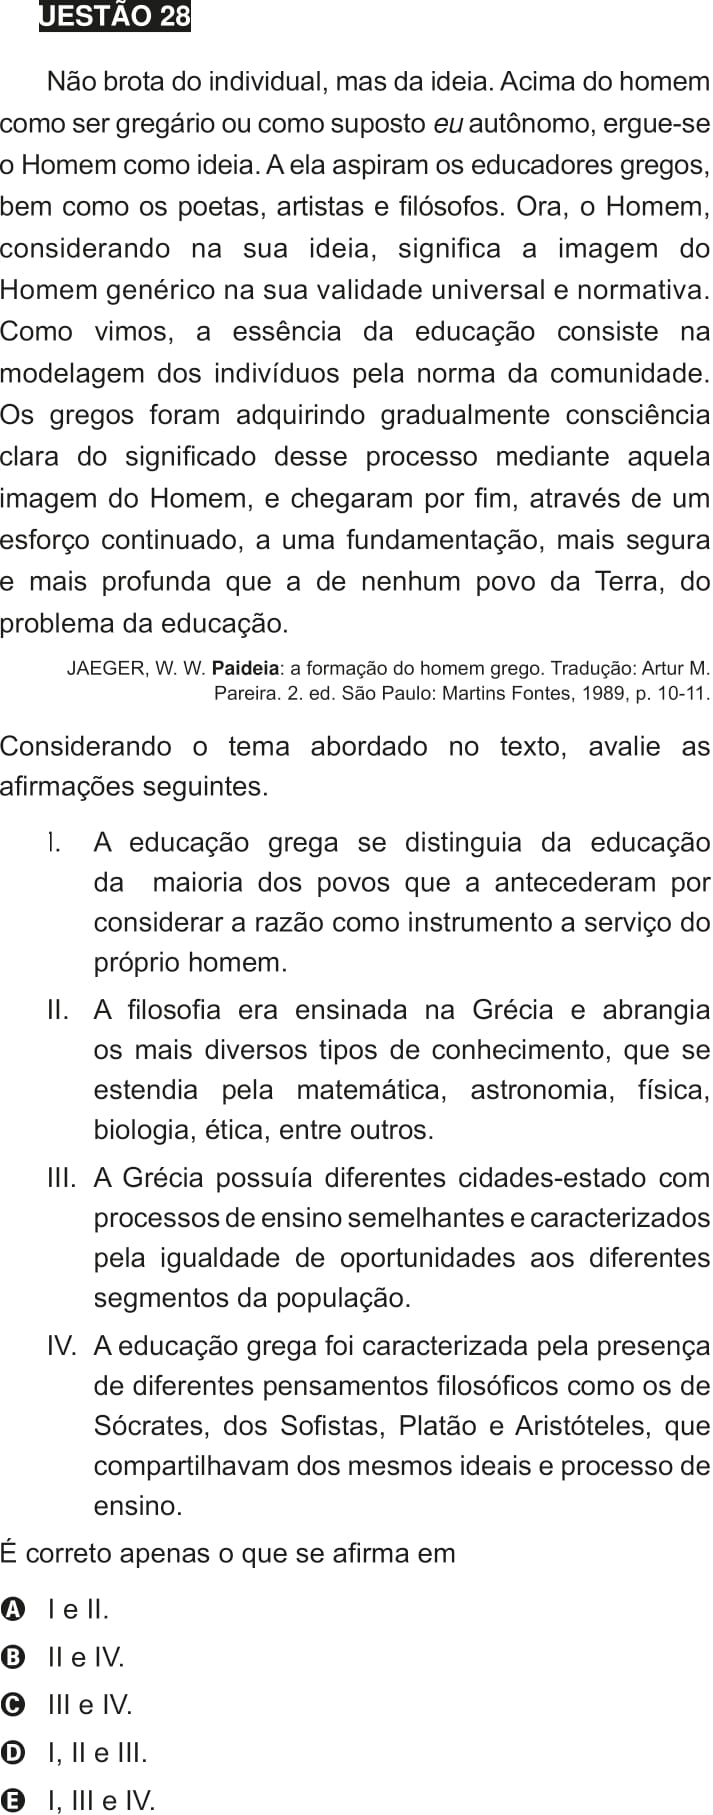 UESTÃO 28
Não brota do individual, mas da ideia. Acima do homem
como ser gregário ou como suposto eu autônomo, ergue-se
o Homem como ideia. A ela aspiram os educadores gregos,
bem como os poetas, artistas e filósofos. Ora, o Homem,
considerando na sua ideia, significa a imagem do
Homem genérico na sua validade universal e normativa.
Como vimos, a essência da educação consiste na
modelagem dos indivíduos pela norma da comunidade.
Os gregos foram adquirindo gradualmente consciência
clara do significado desse processo mediante aquela
imagem do Homem, e chegaram por fim, através de um
esforço continuado, a uma fundamentação, mais segura
e mais profunda que a de nenhum povo da Terra, do
problema da educação.
JAEGER, W. W. Paideia: a formação do homem grego. Tradução: Artur M.
Pareira. 2. ed. São Paulo: Martins Fontes, 1989, p. 10-11.
Considerando o tema abordado no texto, avalie as
afirmações seguintes.
I. A educação grega se distinguia da educação
da maioria dos povos que a antecederam por
considerar a razão como instrumento a serviço do
próprio homem.
II. A filosofia era ensinada na Grécia e abrangia
os mais diversos tipos de conhecimento, que se
estendia pela matemática, astronomia, física,
biologia, ética, entre outros.
III. A Grécia possuía diferentes cidades-estado com
processos de ensino semelhantes e caracterizados
pela igualdade de oportunidades aos diferentes
segmentos da população.
IV. A educação grega foi caracterizada pela presença
de diferentes pensamentos filosóficos como os de
Sócrates, dos Sofistas, Platão e Aristóteles, que
compartilhavam dos mesmos ideais e processo de
ensino.
É correto apenas o que se afirma em
A I e II.
B II e IV.
C III e IV.
D I, II e III.
E I, III e IV.